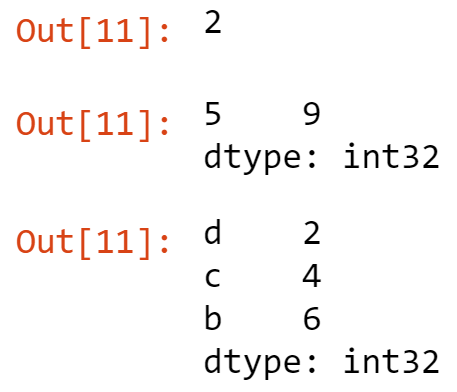 Out[11]: 2
Out[11]: 5    9
dtype: int32
Out[11]: d    2
c    4
b    6
dtype: int32